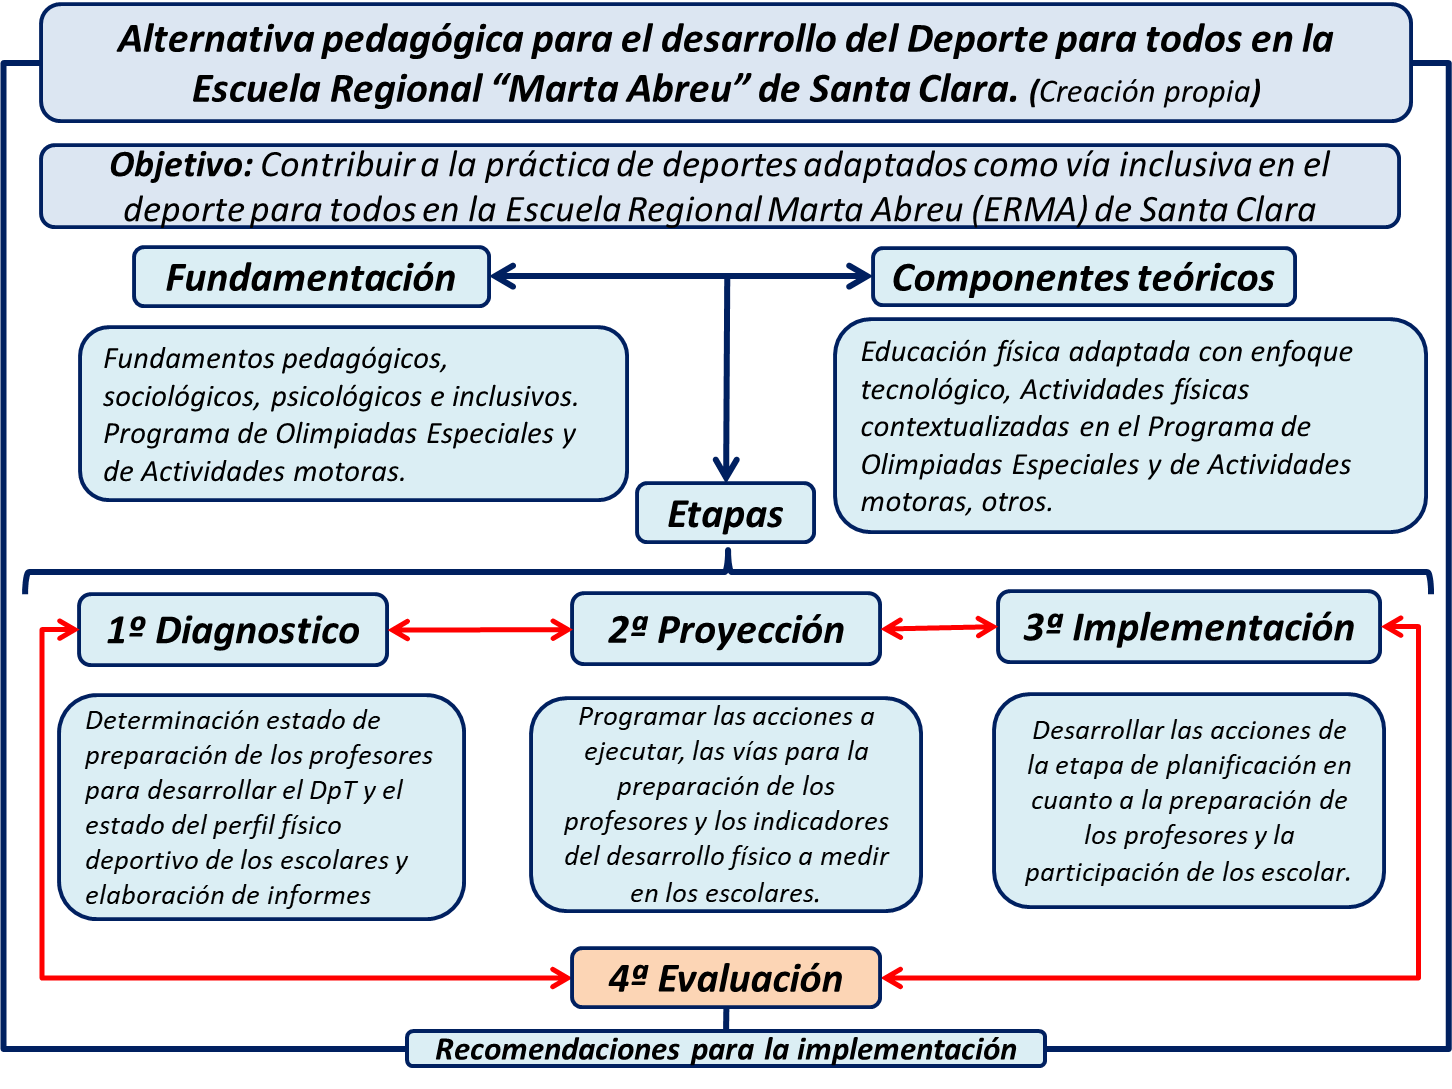 Alternativa pedagógica para el desarrollo del Deporte para todos en la
Escuela Regional “Marta Abreu” de Santa Clara. (Creación propia)
Objetivo: Contribuir a la práctica de deportes adaptados como vía inclusiva en el
deporte para todos en la Escuela Regional Marta Abreu (ERMA) de Santa Clara
Fundamentación
Componentes teóricos
Fundamentos pedagógicos,
sociológicos, psicológicos e inclusivos.
Programa de Olimpiadas Especiales y
de Actividades motoras.
Educación física adaptada con enfoque
tecnológico, Actividades físicas
contextualizadas en el Programa de
Olimpiadas Especiales y de Actividades
motoras, otros.
Etapas
1º Diagnostico
2ª Proyección
3ª Implementación
Determinación estado de
preparación de los profesores
para desarrollar el DpT y el
estado del perfil físico
deportivo de los escolares y
elaboración de informes
Programar las acciones a
ejecutar, las vías para la
preparación de los
profesores y los indicadores
del desarrollo físico a medir
en los escolares.
Desarrollar las acciones de
la etapa de planificación en
cuanto a la preparación de
los profesores y la
participación de los escolar.
4ª Evaluación
Recomendaciones para la implementación